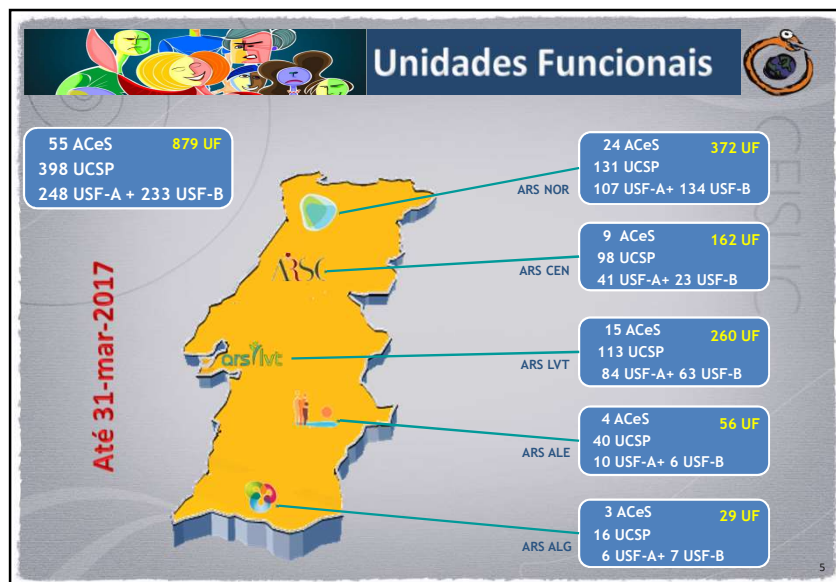 Unidades Funcionais
55 ACeS 879 UF
398 UCSP
248 USF-A + 233 USF-B
24 ACeS 372 UF
131 UCSP
107 USF-A+ 134 USF-B
ARS NOR
9 ACeS 162 UF
98 UCSP
41 USF-A+ 23 USF-B
ARS CEN
ARSC
15 ACeS 260 UF
113 UCSP
84 USF-A+ 63 USF-B
ARS LVT
ars lvt
4 ACeS 56 UF
40 UCSP
10 USF-A+ 6 USF-B
ARS ALE
3 ACeS 29 UF
16 UCSP
6 USF-A+ 7 USF-B
ARS ALG
Até 31-mar-2017
5